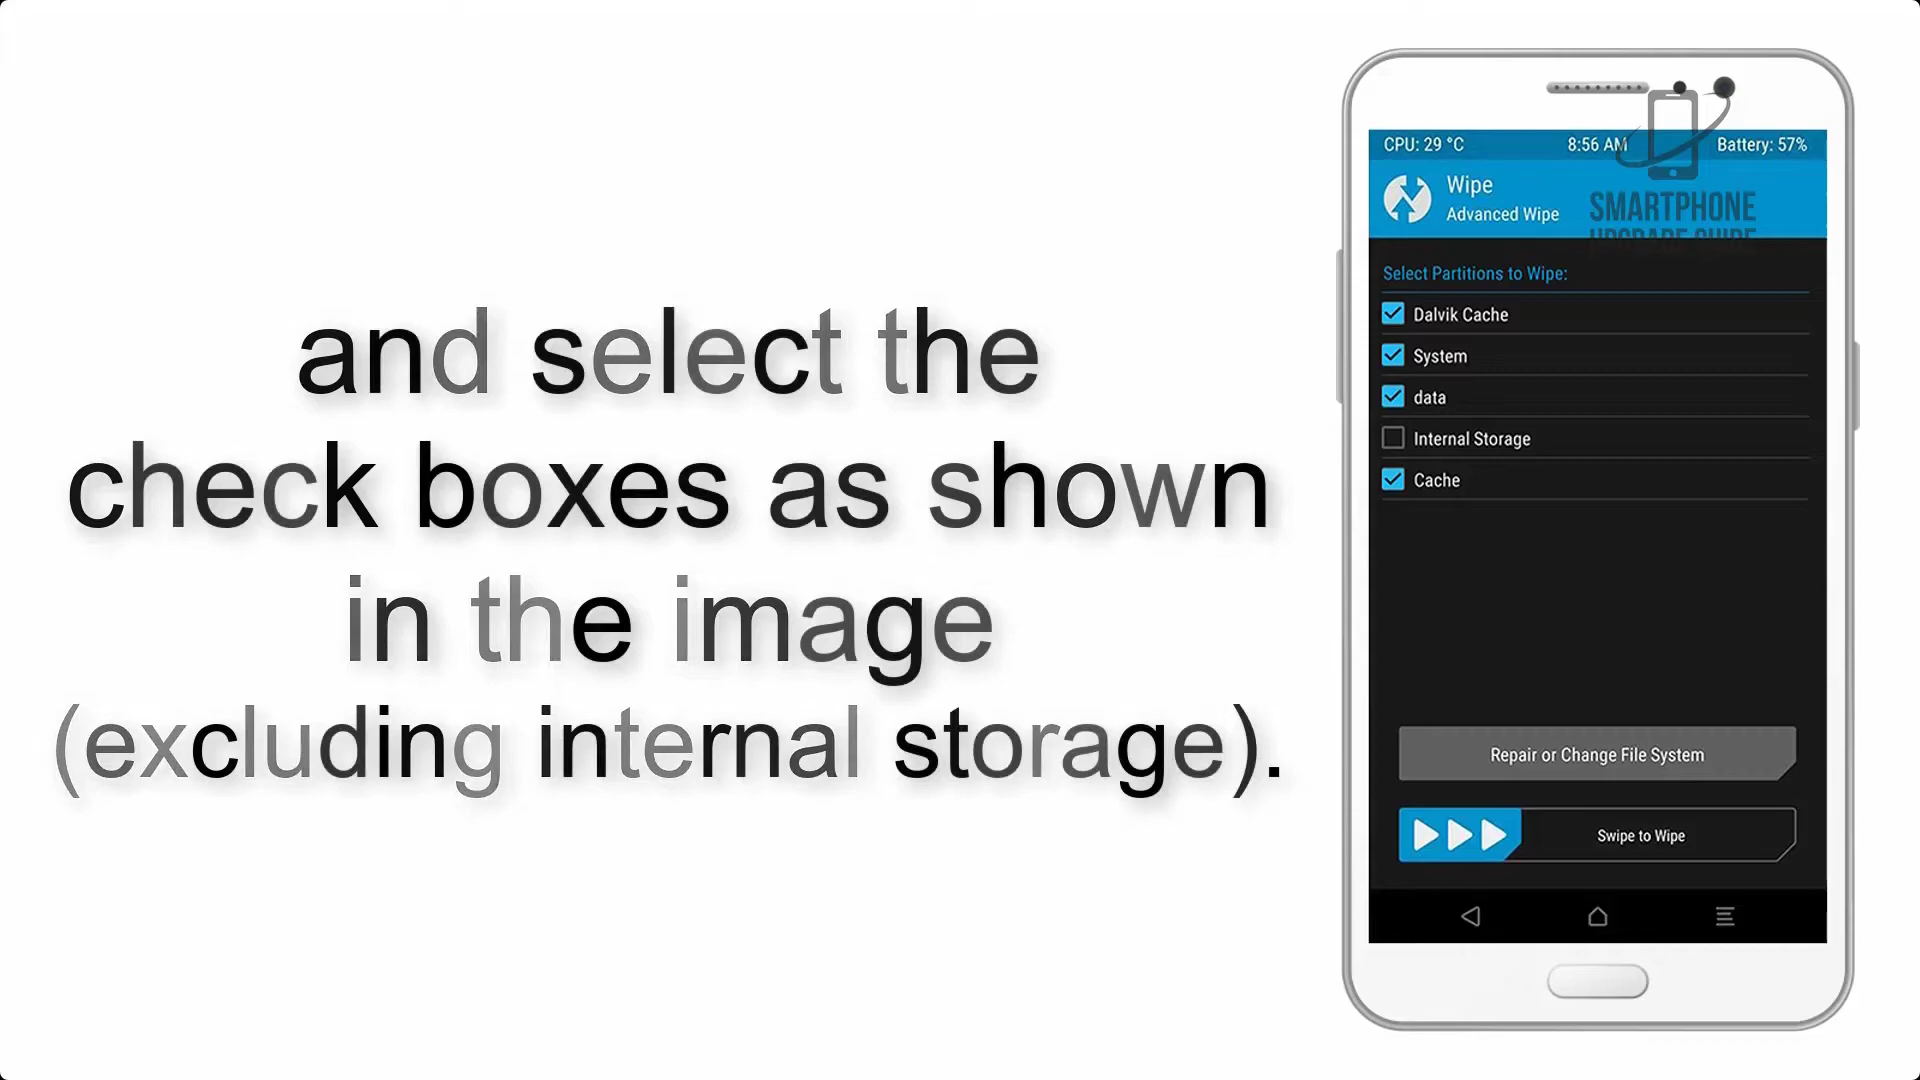 and select the
check boxes as shown
in the image
(excluding internal storage).
CPU: 29 °C 8:56 AM Battery: 57%
Wipe
Advanced Wipe
SMARTPHONE
UPGRADE GUIDE
Select Partitions to Wipe:
Dalvik Cache
System
data
Internal Storage
Cache
Repair or Change File System
Swipe to Wipe